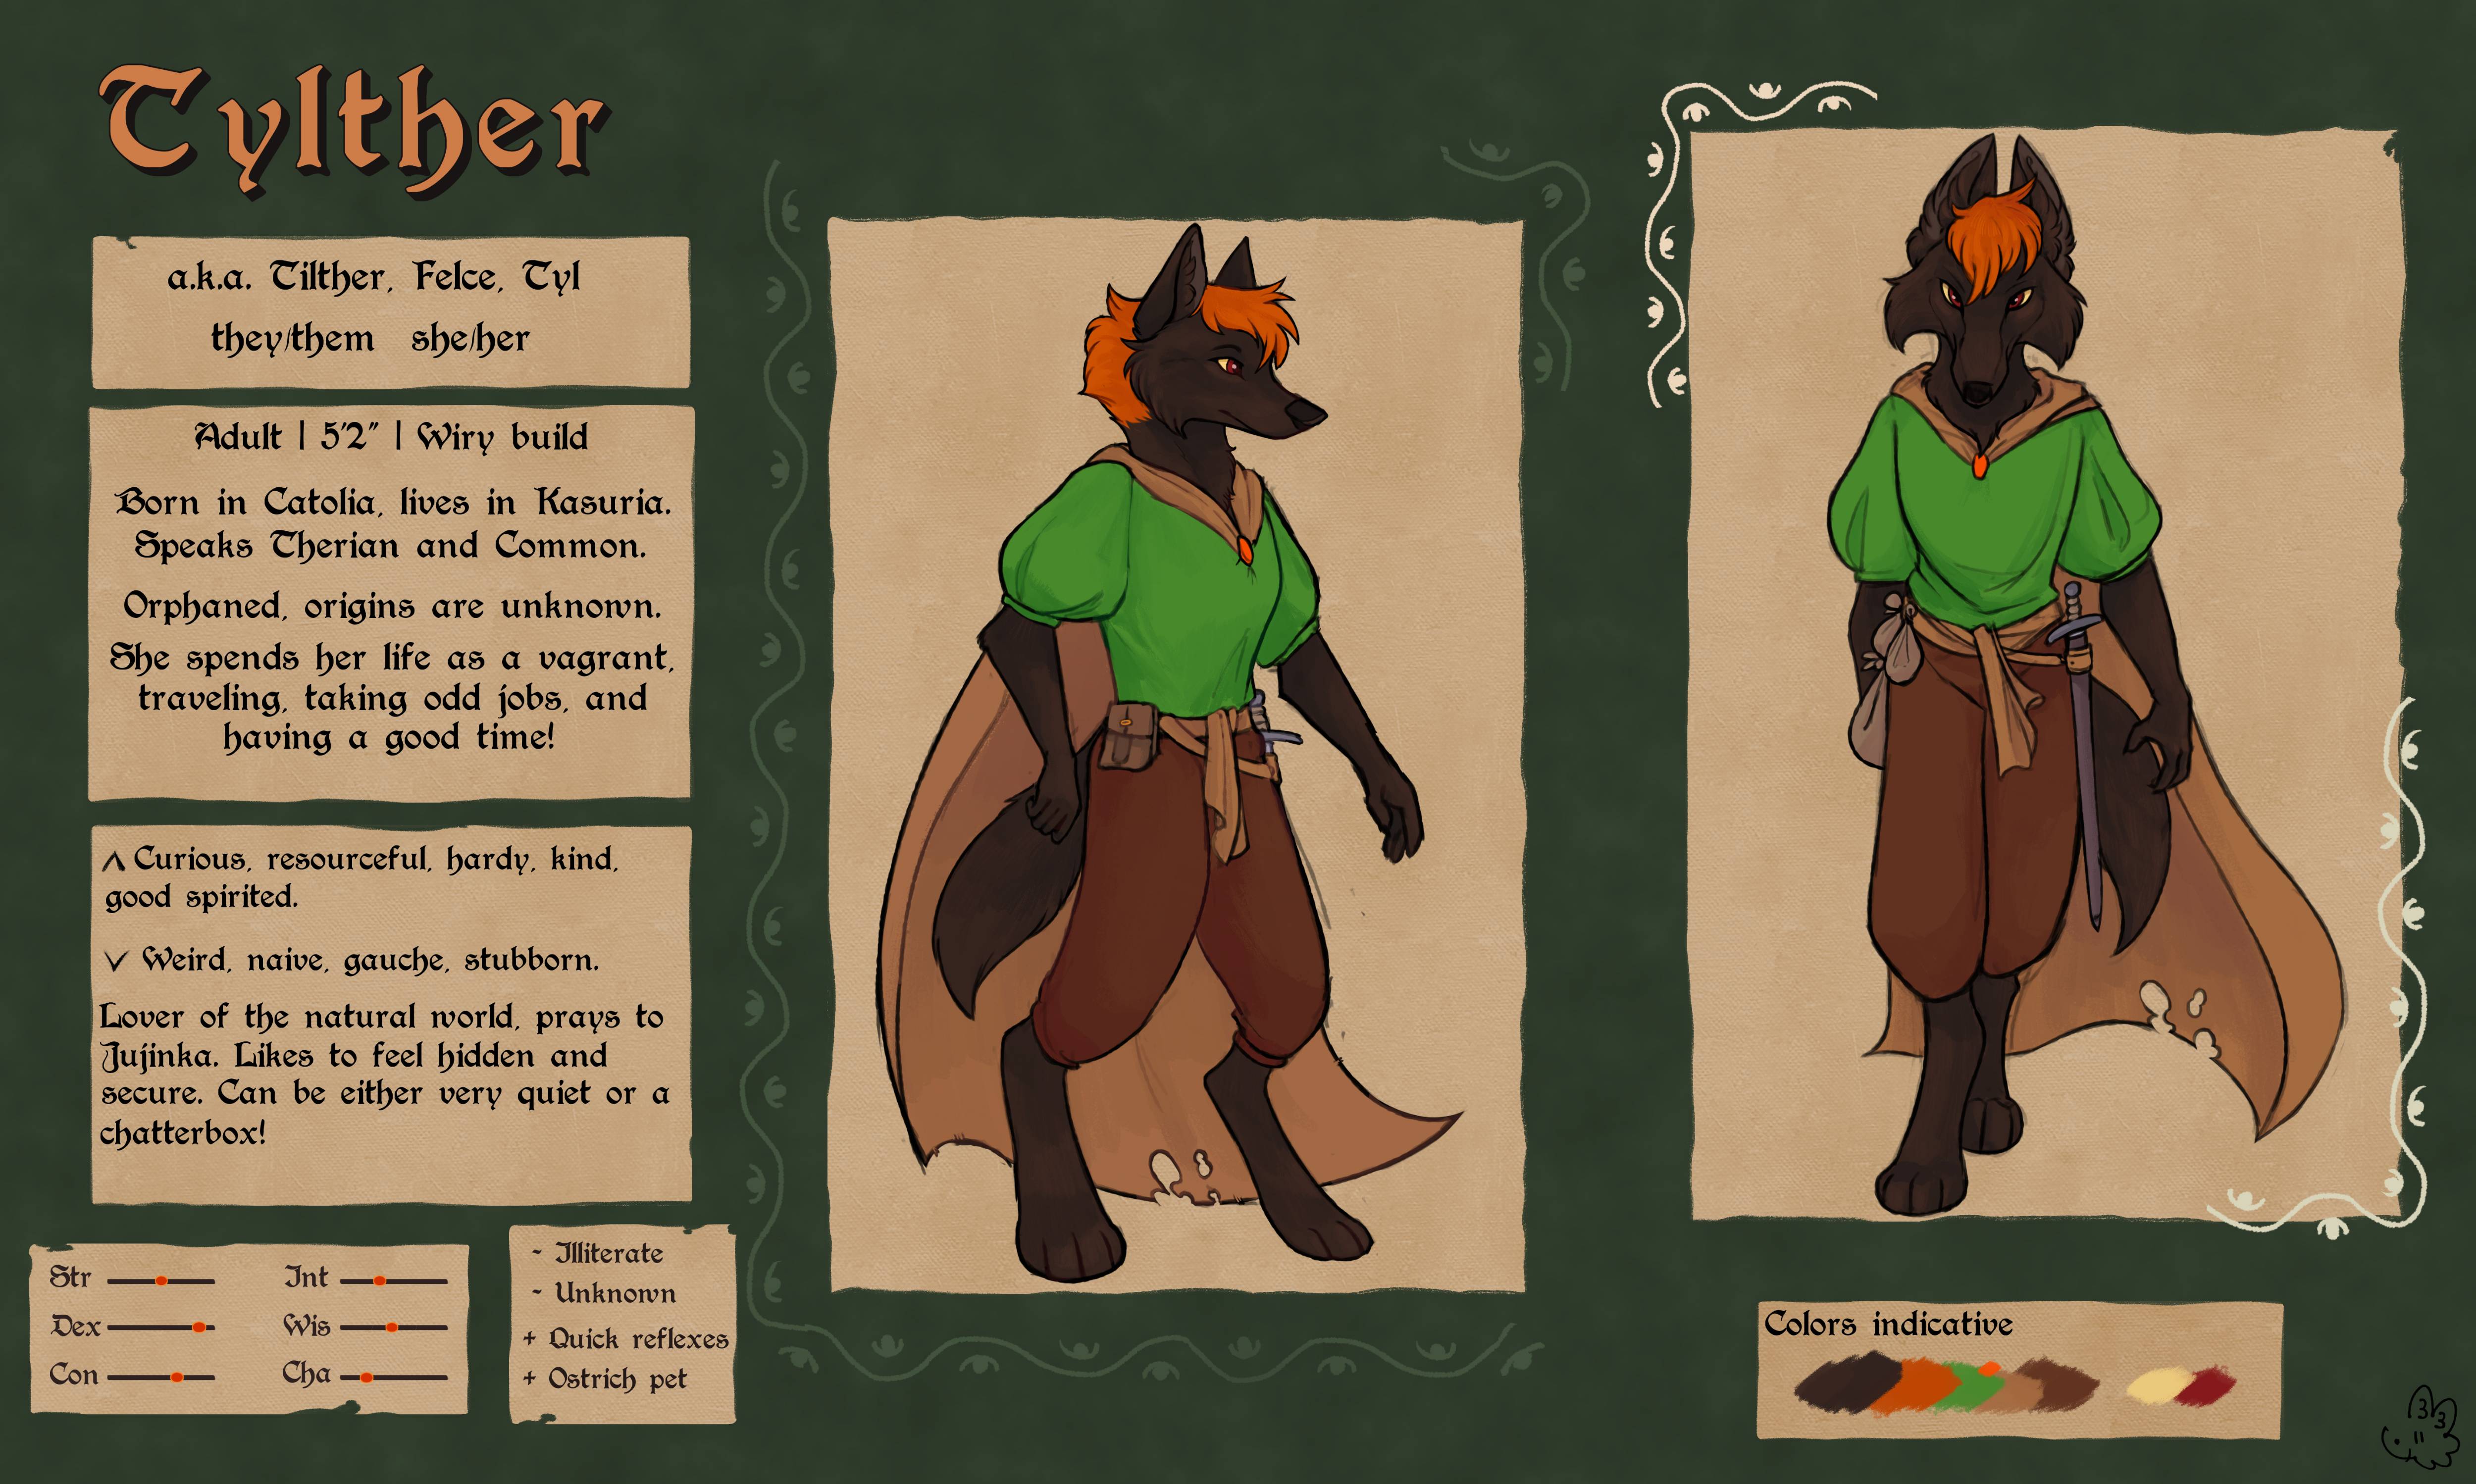 Tylther
a.k.a. Tilther, Felce, Tyl
they/them she/her
Adult | 5'2" | Wiry build
Born in Catolia, lives in Kasuria.
Speaks Therian and Common.
Orphaned, origins are unknown.
She spends her life as a vagrant,
traveling, taking odd jobs, and
having a good time!
Curious, resourceful, hardy, kind,
good spirited.
Weird, naive, gauche, stubborn.
Lover of the natural world, prays to
Jujinka. Likes to feel hidden and
secure. Can be either very quiet or a
chatterbox!
Str
Dex
Con
Int
Wis
Cha
- Illiterate
- Unknown
+ Quick reflexes
+ Ostrich pet
Colors indicative